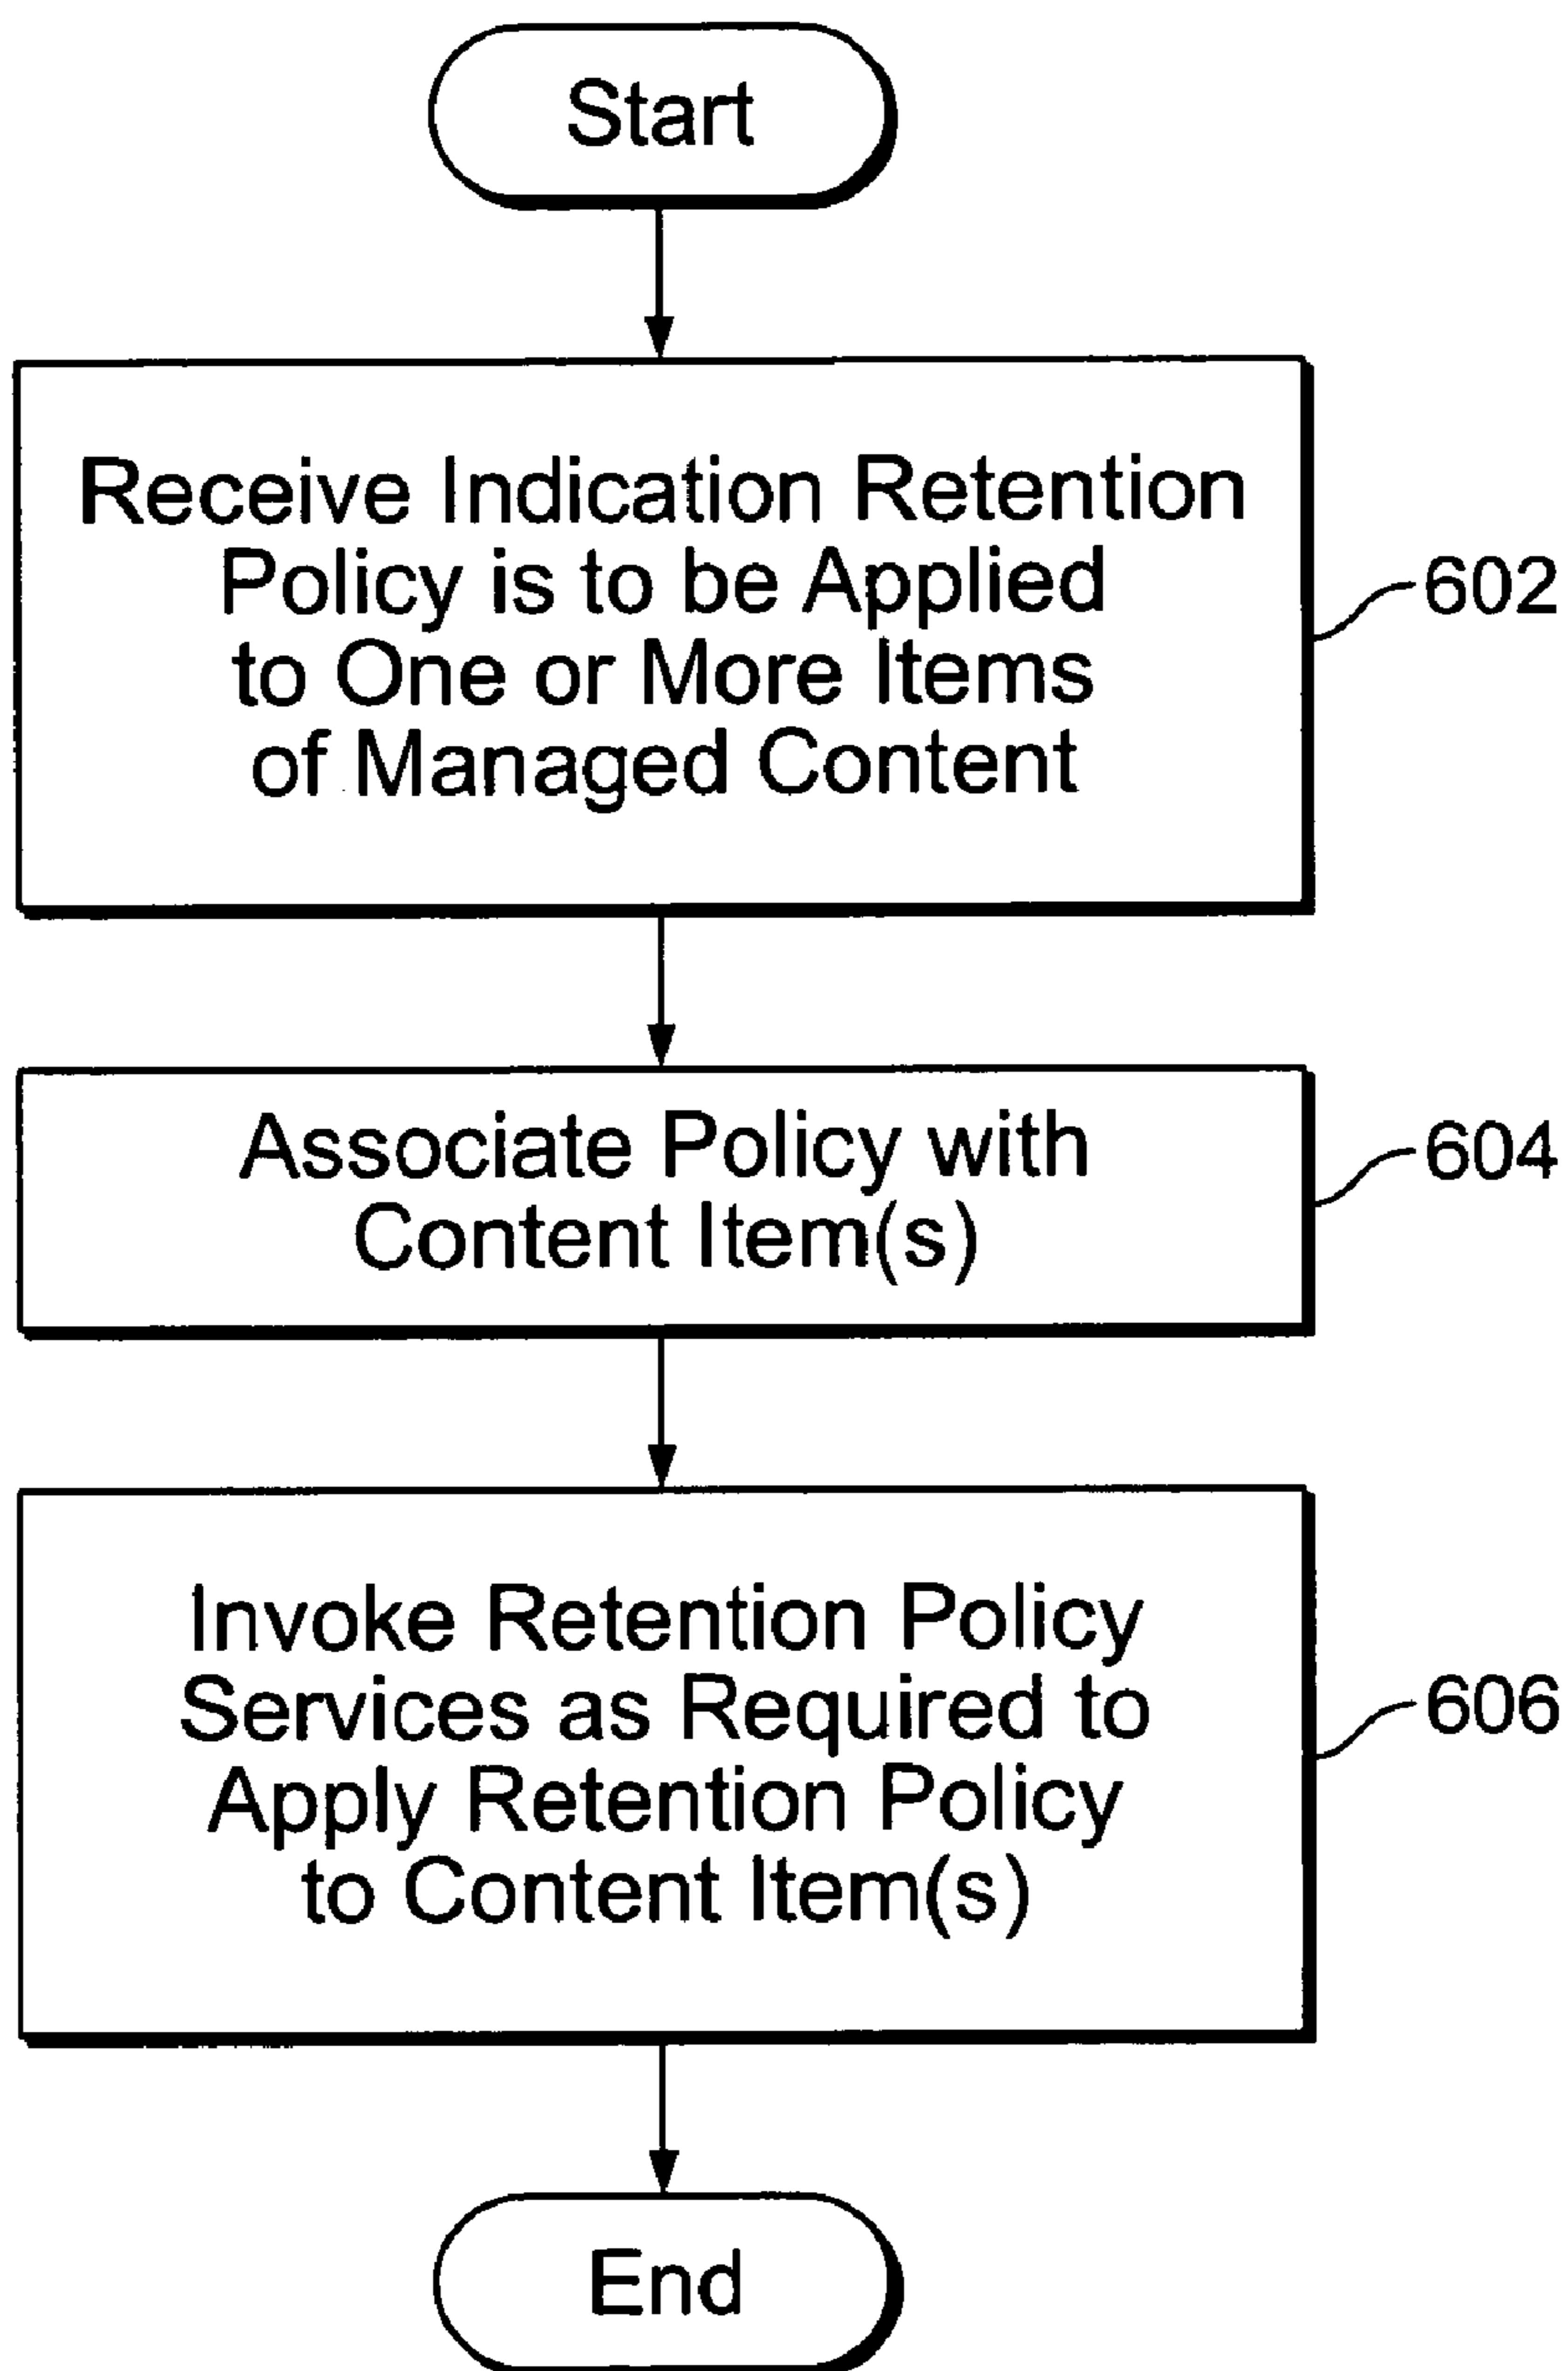 Start
Receive Indication Retention
Policy is to be Applied
to One or More Items
of Managed Content
602
Associate Policy with
Content Item(s)
604
Invoke Retention Policy
Services as Required to
Apply Retention Policy
to Content Item(s)
606
End